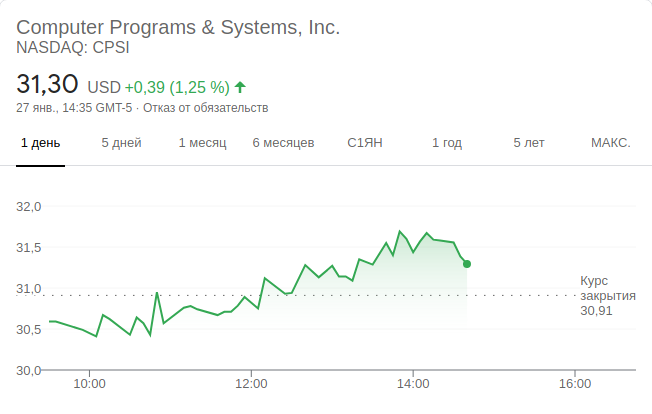 Computer Programs & Systems, Inc.
NASDAQ: CPSI
31,30 USD +0,39 (1,25 %)
27 янв., 14:35 GMT-5 · Отказ от обязательств
1 день 5 дней 1 месяц 6 месяцев С1ЯН 1 год 5 лет МАКС.
32,0
31,5
31,0
30,5
30,0
Курс
закрытия
30,91
10:00 12:00 14:00 16:00